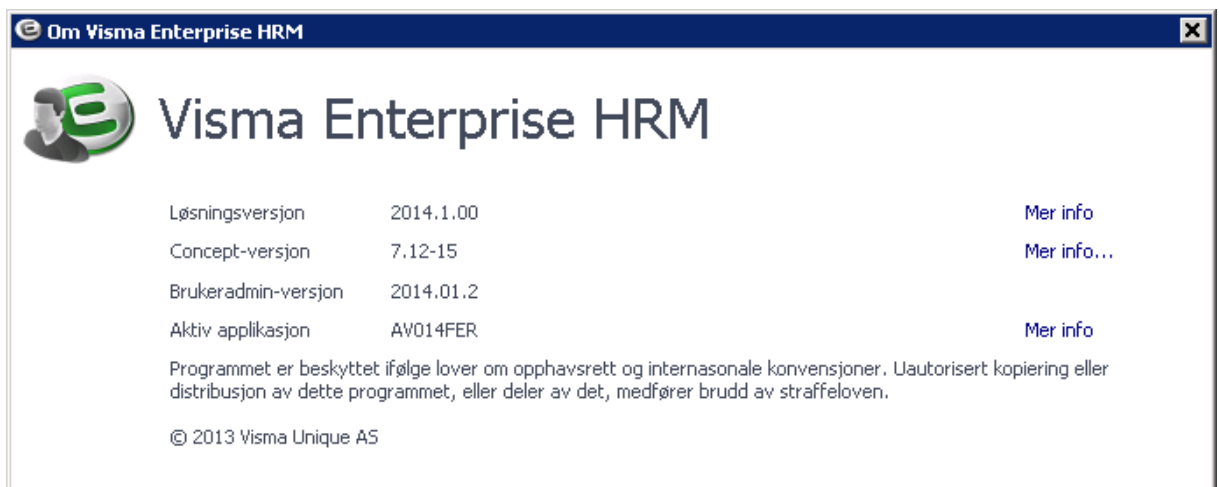 Om Visma Enterprise HRM
Visma Enterprise HRM
Løsningsversjon 2014.1.00 Mer info
Concept-versjon 7.12-15 Mer info...
Brukeradmin-versjon 2014.01.2
Aktiv applikasjon AV014FER Mer info
Programmet er beskyttet ifølge lover om opphavsrett og internasonale konvensjoner. Uautorisert kopiering eller
distribusjon av dette programmet, eller deler av det, medfører brudd av straffeloven.
© 2013 Visma Unique AS